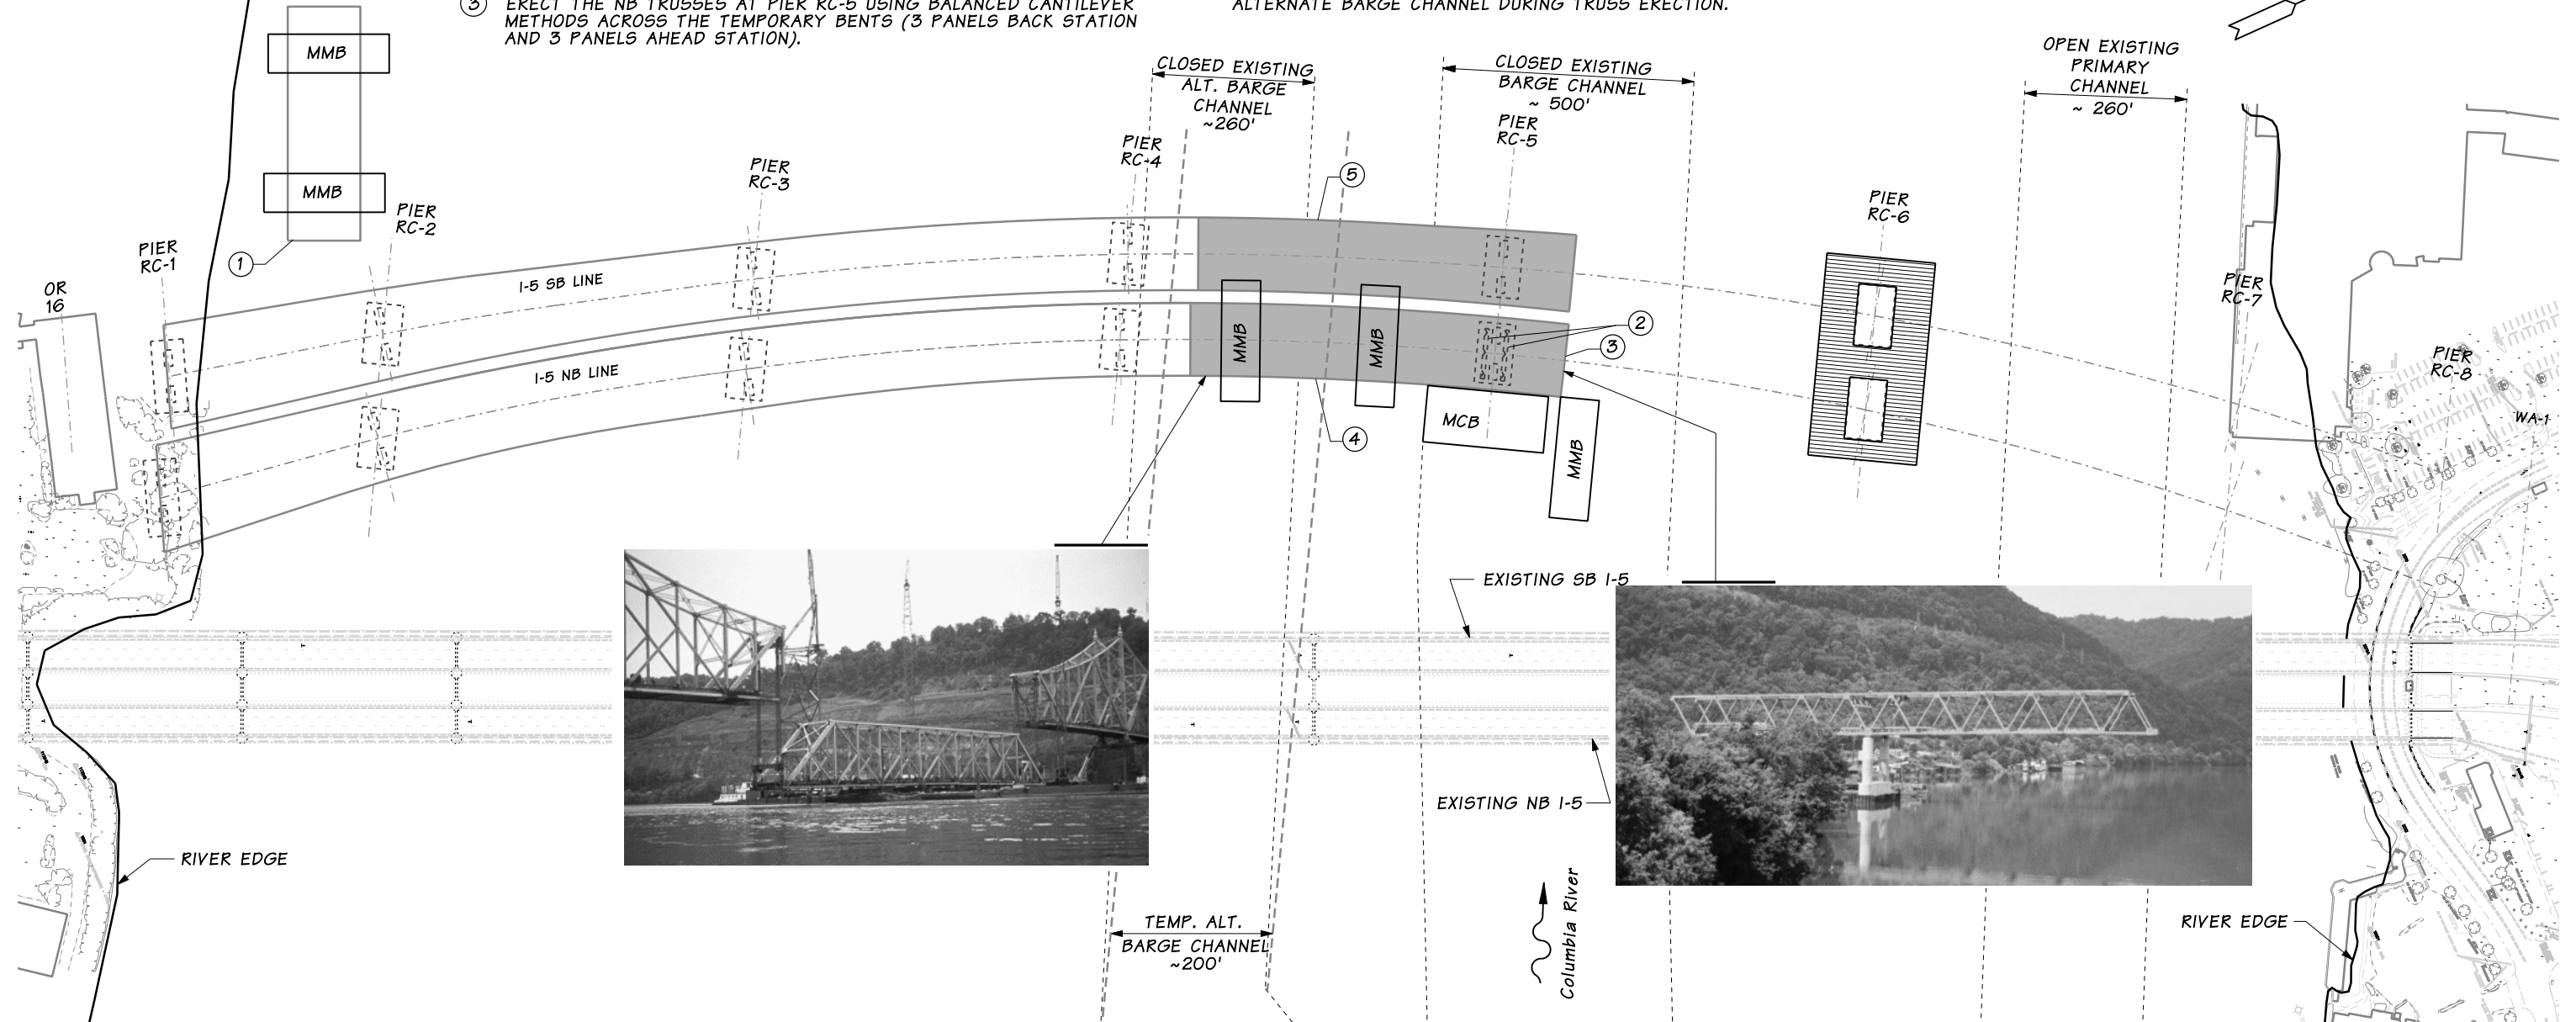 3 ERECT THE NB TRUSSES AT PIER RC-5 USING BALANCED CANTILEVER
METHODS ACROSS THE TEMPORARY BENTS (3 PANELS BACK STATION
AND 3 PANELS AHEAD STATION).
ALTERNATE BARGE CHANNEL DURING TRUSS ERECTION.
MMB
MMB
1
CLOSED EXISTING
ALT. BARGE
CHANNEL
~260'
CLOSED EXISTING
BARGE CHANNEL
~ 500'
OPEN EXISTING
PRIMARY
CHANNEL
~ 260'
PIER
RC-1
PIER
RC-2
PIER
RC-3
PIER
RC-4
PIER
RC-5
PIER
RC-6
PIER
RC-7
PIER
RC-8
OR
16
WA-1
I-5 SB LINE
I-5 NB LINE
5
2
3
4
MMB
MMB
MCB
MMB
EXISTING SB I-5
EXISTING NB I-5
RIVER EDGE
TEMP. ALT.
BARGE CHANNEL
~200'
Columbia River
RIVER EDGE